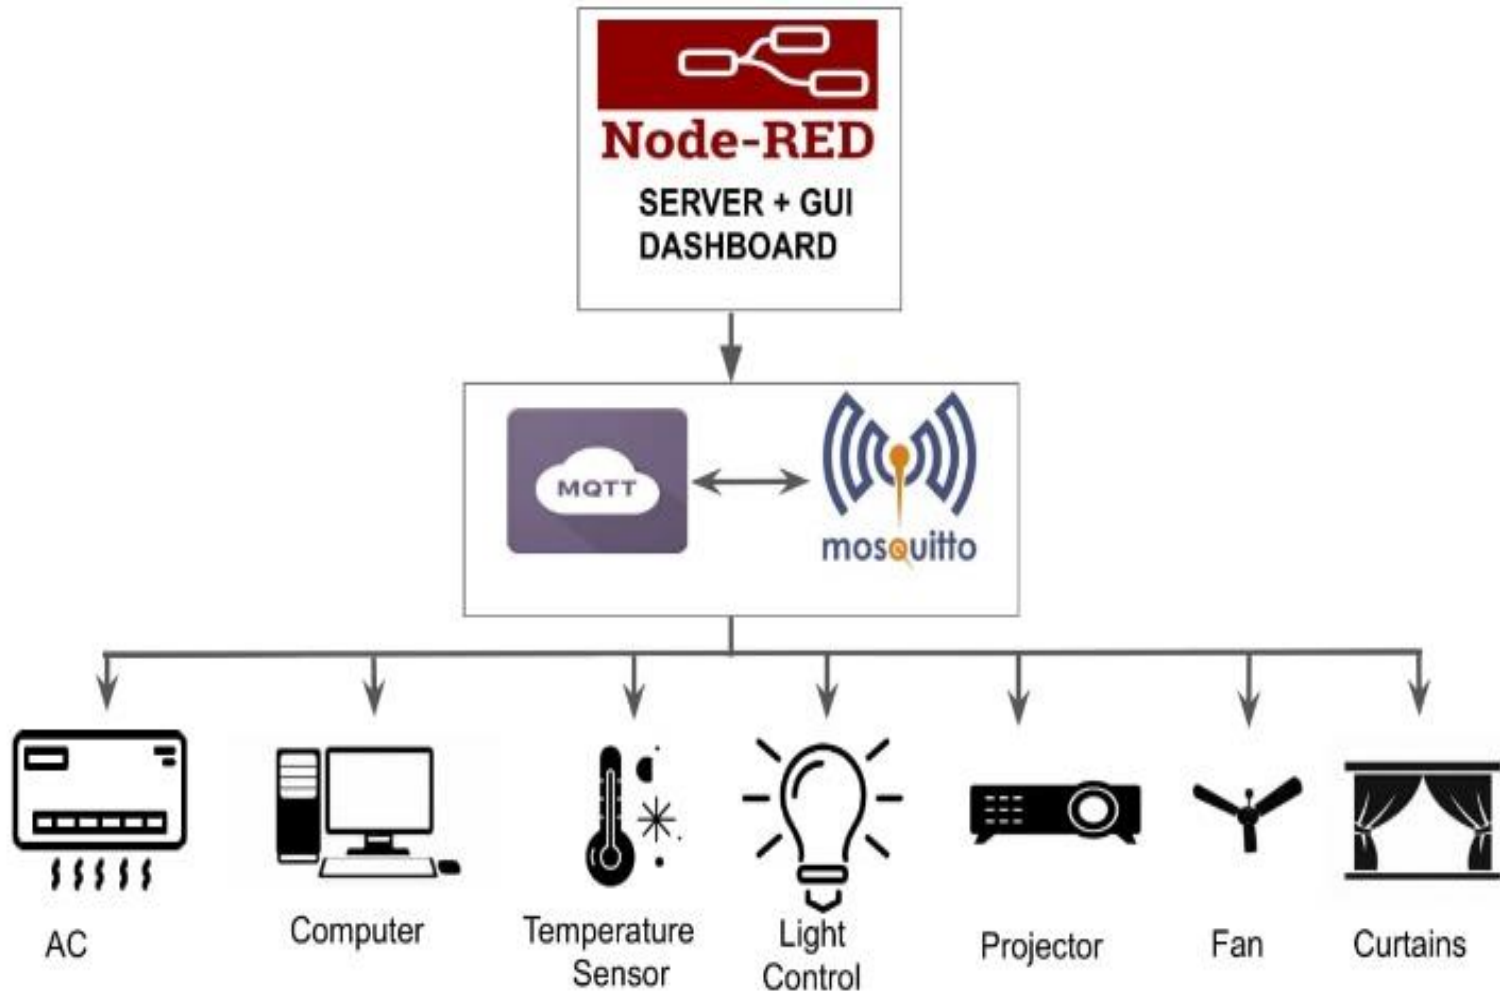 Node-RED
SERVER + GUI
DASHBOARD
MQTT
mosquitto
AC
Computer
Temperature
Sensor
Light
Control
Projector
Fan
Curtains